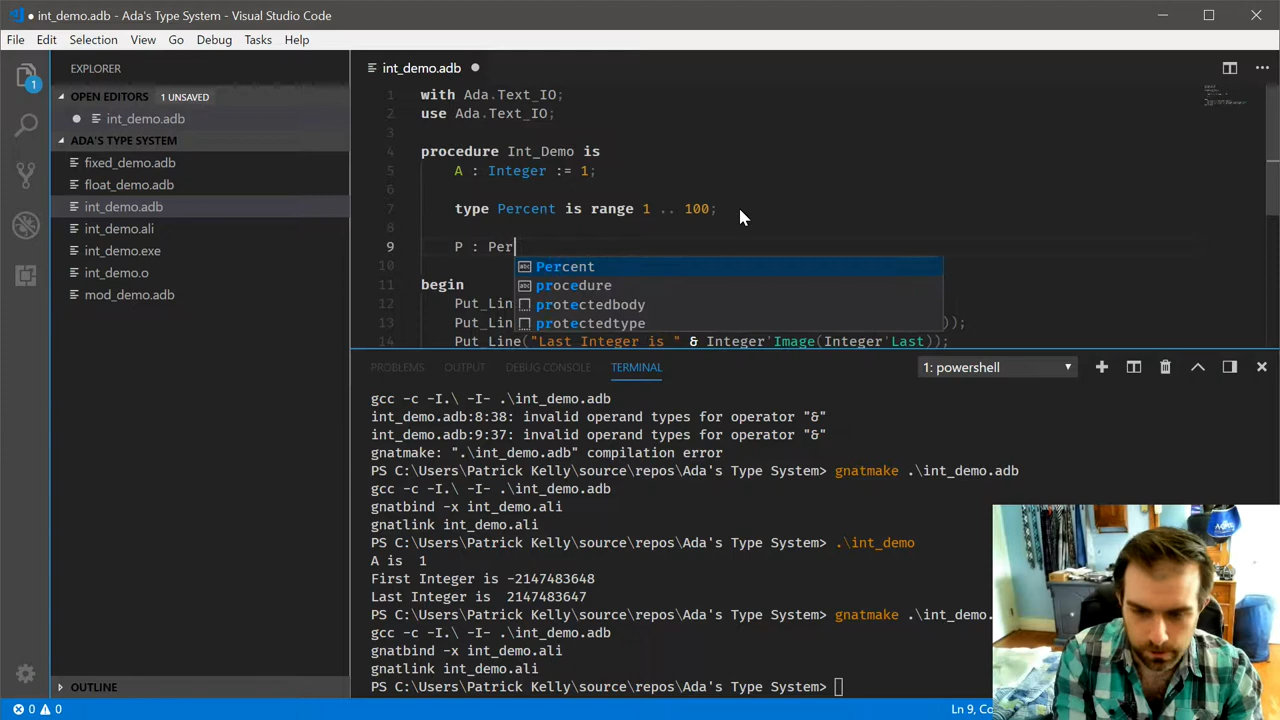 int_demo.adb - Ada's Type System - Visual Studio Code
File Edit Selection View Go Debug Tasks Help
EXPLORER
1
OPEN EDITORS 1 UNSAVED
int_demo.adb
ADA'S TYPE SYSTEM
fixed_demo.adb
float_demo.adb
int_demo.adb
int_demo.ali
int_demo.exe
int_demo.o
mod_demo.adb
OUTLINE
int_demo.adb
1 with Ada.Text_IO;
2 use Ada.Text_IO;
3
4 procedure Int_Demo is
5 A : Integer := 1;
6
7 type Percent is range 1 .. 100;
8
9 P : Per
10
11 begin
12 Put_Lin
13 Put_Lin ));
14 Put_Line("Last Integer is " & Integer'Image(Integer'Last));
Percent
procedure
protectedbody
protectedtype
PROBLEMS OUTPUT DEBUG CONSOLE TERMINAL 1: powershell
gcc -c -I.\ -I- .\int_demo.adb
int_demo.adb:8:38: invalid operand types for operator "&"
int_demo.adb:9:37: invalid operand types for operator "&"
gnatmake: ".\int_demo.adb" compilation error
PS C:\Users\Patrick Kelly\source\repos\Ada's Type System> gnatmake .\int_demo.adb
gcc -c -I.\ -I- .\int_demo.adb
gnatbind -x int_demo.ali
gnatlink int_demo.ali
PS C:\Users\Patrick Kelly\source\repos\Ada's Type System> .\int_demo
A is  1
First Integer is -2147483648
Last Integer is  2147483647
PS C:\Users\Patrick Kelly\source\repos\Ada's Type System> gnatmake .\int_demo.
gcc -c -I.\ -I- .\int_demo.adb
gnatbind -x int_demo.ali
gnatlink int_demo.ali
PS C:\Users\Patrick Kelly\source\repos\Ada's Type System>
0 0 Ln 9, Co